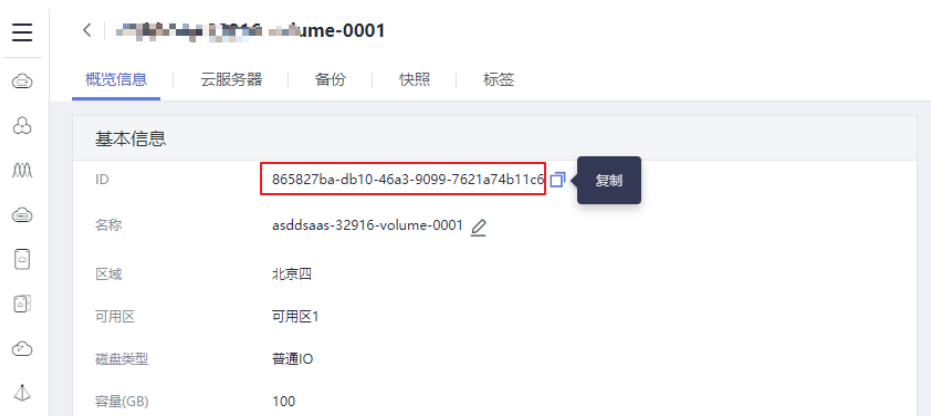 ume-0001
概览信息 云服务器 备份 快照 标签
基本信息
ID 865827ba-db10-46a3-9099-7621a74b11c6 复制
名称 asddsaas-32916-volume-0001
区域 北京四
可用区 可用区1
磁盘类型 普通IO
容量(GB) 100